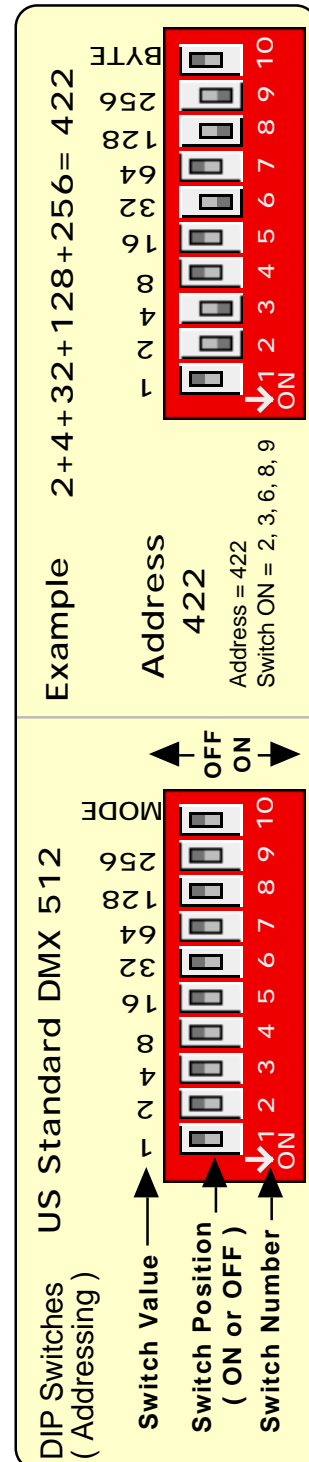 DIP Switches
( Addressing )
US Standard DMX 512
1 2 4 8 16 32 64 128 256 MODE
Switch Value
Switch Position
( ON or OFF )
Switch Number
1 2 3 4 5 6 7 8 9 10
ON
OFF
ON
Example 2+4+32+128+256= 422
Address
422
Address = 422
Switch ON = 2, 3, 6, 8, 9
1 2 4 8 16 32 64 128 256 BYTE
1 2 3 4 5 6 7 8 9 10
ON